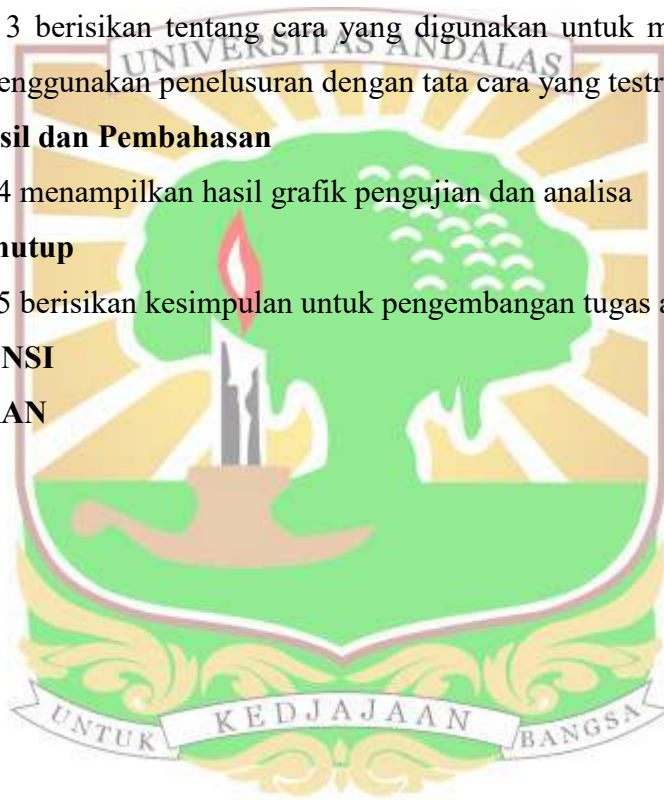 3 berisikan tentang cara yang digunakan untuk m
UNIVERSITAS ANDALAS
enggunakan penelusuran dengan tata cara yang testr
sil dan Pembahasan
4 menampilkan hasil grafik pengujian dan analisa
nutup
5 berisikan kesimpulan untuk pengembangan tugas a
NSI
AN
UNTUK KEDJAJAAN BANGSA